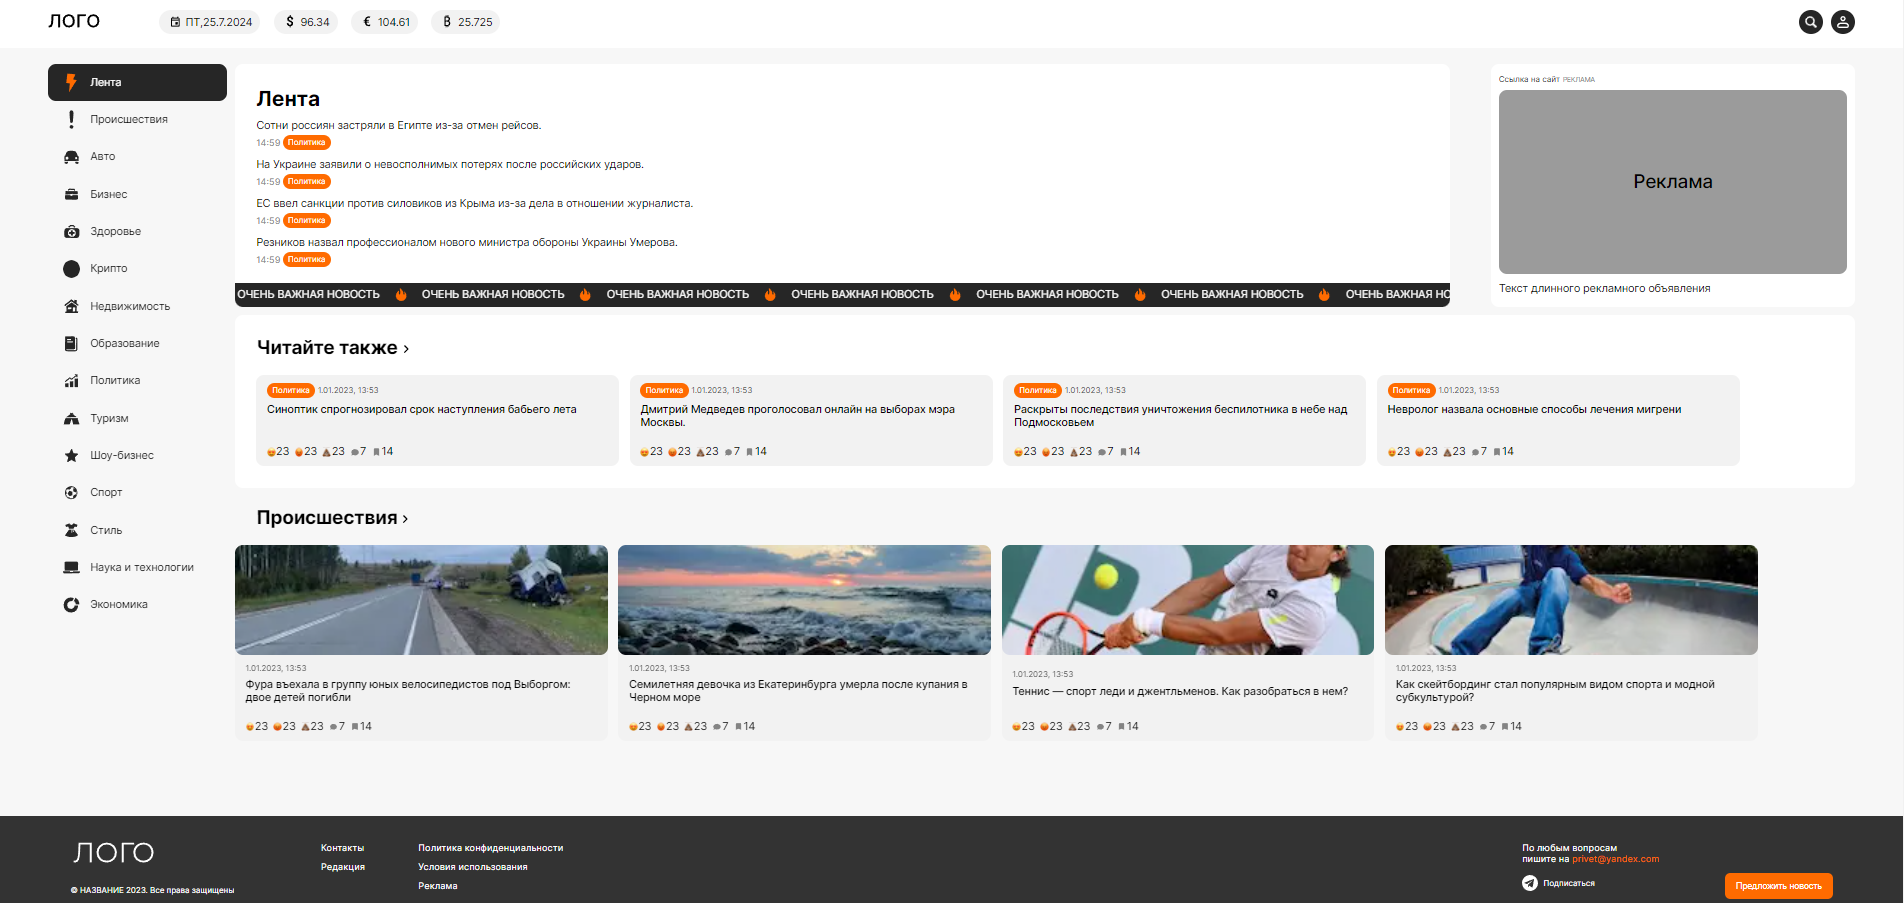 ЛОГО
ПТ,25.7.2024
$ 96.34
€ 104.61
₿ 25.725
Лента
Происшествия
Авто
Бизнес
Здоровье
Крипто
Недвижимость
Образование
Политика
Туризм
Шоу-бизнес
Спорт
Стиль
Наука и технологии
Экономика
Лента
Сотни россиян застряли в Египте из-за отмен рейсов.
14:59 Политика
На Украине заявили о невосполнимых потерях после российских ударов.
14:59 Политика
ЕС ввел санкции против силовиков из Крыма из-за дела в отношении журналиста.
14:59 Политика
Резников назвал профессионалом нового министра обороны Украины Умерова.
14:59 Политика
ОЧЕНЬ ВАЖНАЯ НОВОСТЬ ОЧЕНЬ ВАЖНАЯ НОВОСТЬ ОЧЕНЬ ВАЖНАЯ НОВОСТЬ ОЧЕНЬ ВАЖНАЯ НОВОСТЬ ОЧЕНЬ ВАЖНАЯ НОВОСТЬ ОЧЕНЬ ВАЖНАЯ НОВОСТЬ ОЧЕНЬ ВАЖНАЯ НО
Ссылка на сайт РЕКЛАМА
Реклама
Текст длинного рекламного объявления
Читайте также ›
Политика 1.01.2023, 13:53
Синоптик спрогнозировал срок наступления бабьего лета
23 23 23 7 14
Политика 1.01.2023, 13:53
Дмитрий Медведев проголосовал онлайн на выборах мэра
Москвы.
23 23 23 7 14
Политика 1.01.2023, 13:53
Раскрыты последствия уничтожения беспилотника в небе над
Подмосковьем
23 23 23 7 14
Политика 1.01.2023, 13:53
Невролог назвала основные способы лечения мигрени
23 23 23 7 14
Происшествия ›
1.01.2023, 13:53
Фура въехала в группу юных велосипедистов под Выборгом:
двое детей погибли
23 23 23 7 14
1.01.2023, 13:53
Семилетняя девочка из Екатеринбурга умерла после купания в
Черном море
23 23 23 7 14
1.01.2023, 13:53
Теннис — спорт леди и джентльменов. Как разобраться в нем?
23 23 23 7 14
1.01.2023, 13:53
Как скейтбординг стал популярным видом спорта и модной
субкультурой?
23 23 23 7 14
ЛОГО
© НАЗВАНИЕ 2023. Все права защищены
Контакты
Редакция
Политика конфиденциальности
Условия использования
Реклама
По любым вопросам
пишите на privet@yandex.com
Подписаться
Предложить новость